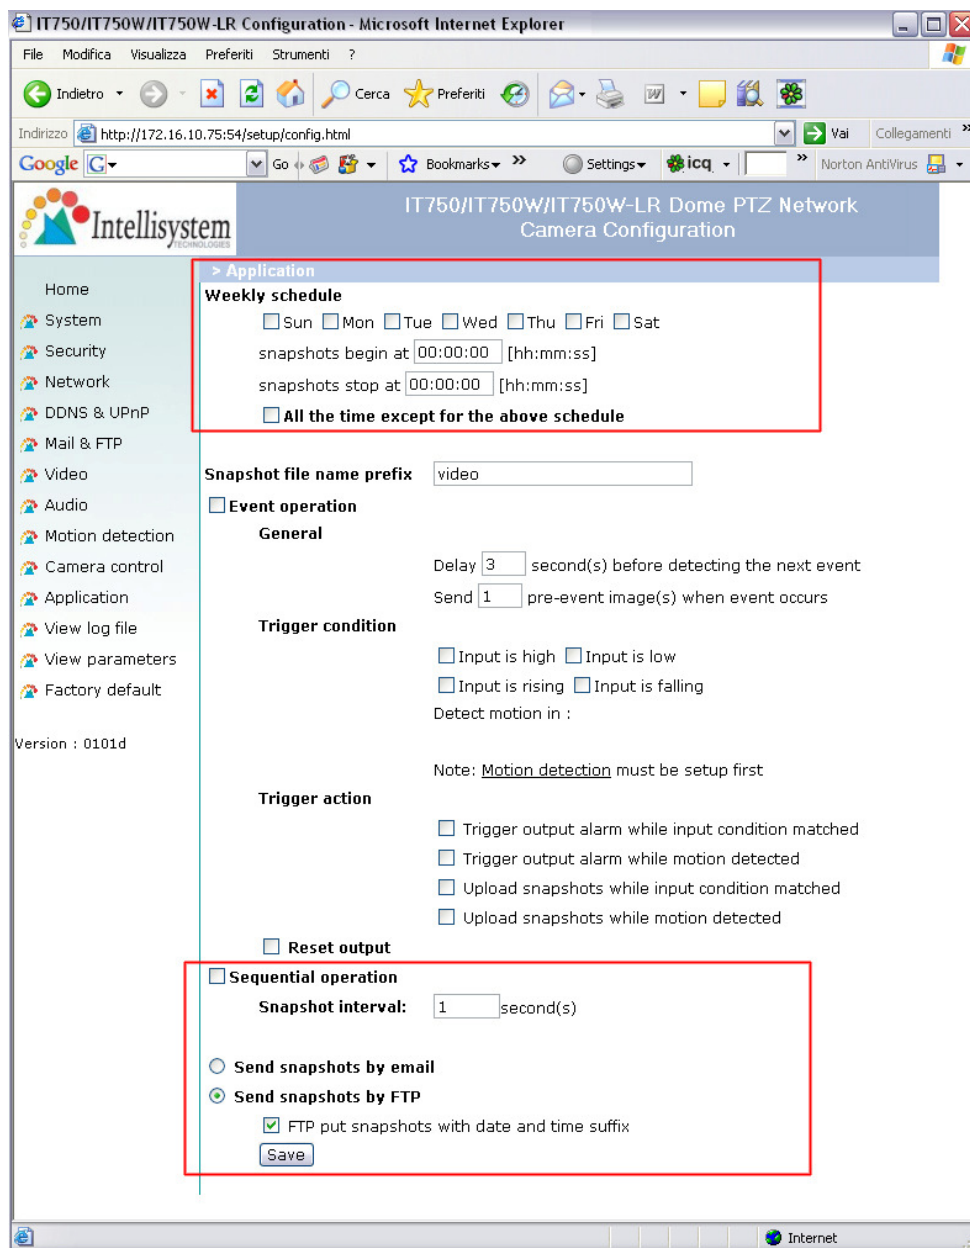 IT750/IT750W/IT750W-LR Configuration - Microsoft Internet Explorer
File Modifica Visualizza Preferiti Strumenti ?
Indietro Cerca Preferiti
Indirizzo http://172.16.10.75:54/setup/config.html Vai Collegamenti »
Google G Go Bookmarks » Settings icq » Norton AntiVirus
Intellisystem
TECHNOLOGIES
IT750/IT750W/IT750W-LR Dome PTZ Network
Camera Configuration
Home
System
Security
Network
DDNS & UPnP
Mail & FTP
Video
Audio
Motion detection
Camera control
Application
View log file
View parameters
Factory default
Version : 0101d
> Application
Weekly schedule
Sun Mon Tue Wed Thu Fri Sat
snapshots begin at 00:00:00 [hh:mm:ss]
snapshots stop at 00:00:00 [hh:mm:ss]
All the time except for the above schedule
Snapshot file name prefix video
Event operation
General
Delay 3 second(s) before detecting the next event
Send 1 pre-event image(s) when event occurs
Trigger condition
Input is high Input is low
Input is rising Input is falling
Detect motion in :
Note: Motion detection must be setup first
Trigger action
Trigger output alarm while input condition matched
Trigger output alarm while motion detected
Upload snapshots while input condition matched
Upload snapshots while motion detected
Reset output
Sequential operation
Snapshot interval: 1 second(s)
Send snapshots by email
Send snapshots by FTP
FTP put snapshots with date and time suffix
Save
Internet